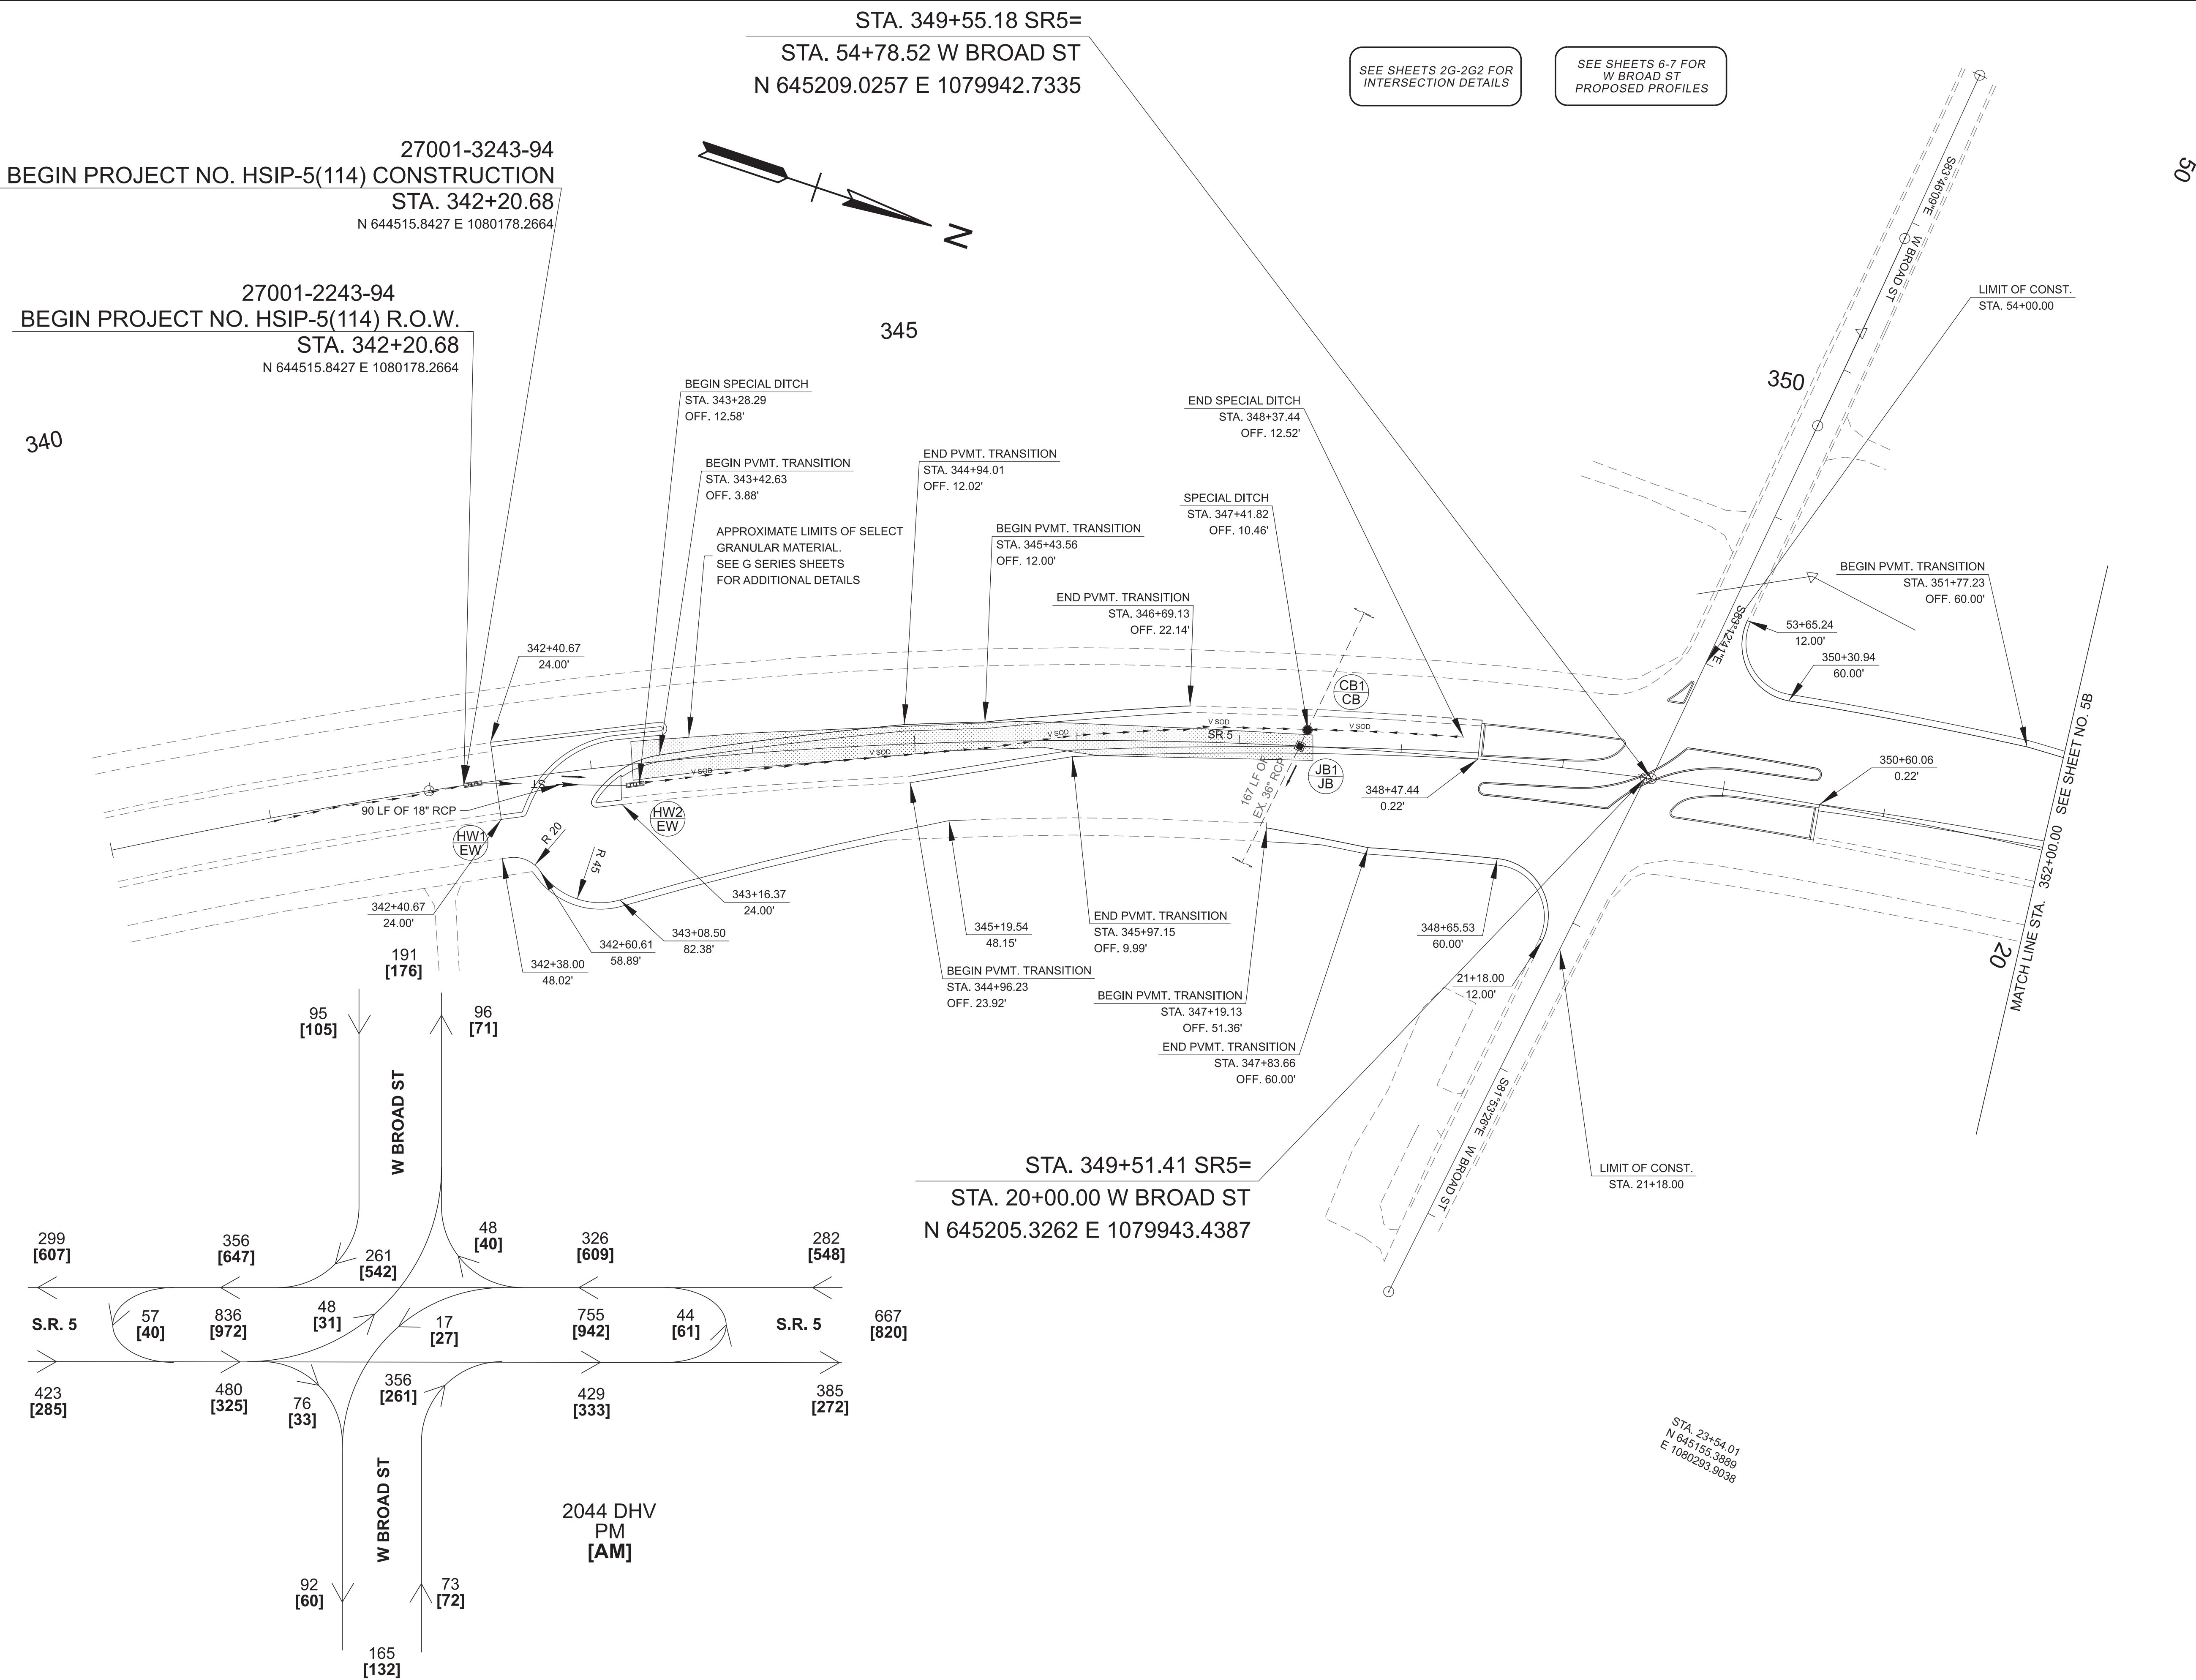 STA. 349+55.18 SR5=
STA. 54+78.52 W BROAD ST
N 645209.0257 E 1079942.7335
SEE SHEETS 2G-2G2 FOR
INTERSECTION DETAILS
SEE SHEETS 6-7 FOR
W BROAD ST
PROPOSED PROFILES
50
27001-3243-94
BEGIN PROJECT NO. HSIP-5(114) CONSTRUCTION
STA. 342+20.68
N 644515.8427 E 1080178.2664
N
27001-2243-94
BEGIN PROJECT NO. HSIP-5(114) R.O.W.
STA. 342+20.68
N 644515.8427 E 1080178.2664
S83°46'09"E W BROAD ST
LIMIT OF CONST.
STA. 54+00.00
340
345
350
BEGIN SPECIAL DITCH
STA. 343+28.29
OFF. 12.58'
BEGIN PVMT. TRANSITION
STA. 343+42.63
OFF. 3.88'
APPROXIMATE LIMITS OF SELECT
GRANULAR MATERIAL.
SEE G SERIES SHEETS
FOR ADDITIONAL DETAILS
END PVMT. TRANSITION
STA. 344+94.01
OFF. 12.02'
BEGIN PVMT. TRANSITION
STA. 345+43.56
OFF. 12.00'
END PVMT. TRANSITION
STA. 346+69.13
OFF. 22.14'
END SPECIAL DITCH
STA. 348+37.44
OFF. 12.52'
SPECIAL DITCH
STA. 347+41.82
OFF. 10.46'
BEGIN PVMT. TRANSITION
STA. 351+77.23
OFF. 60.00'
53+65.24
12.00'
350+30.94
60.00'
S83°12'41"E
342+40.67
24.00'
CB1
CB
V SOD
V SOD
V SOD
V SOD
V SOD
SR 5
ST
90 LF OF 18" RCP
HW1
EW
HW2
EW
JB1
JB
167 LF OF
EX. 36" RCP
348+47.44
0.22'
350+60.06
0.22'
MATCH LINE STA. 352+00.00 SEE SHEET NO. 5B
R 20
R 45
342+40.67
24.00'
342+38.00
48.02'
342+60.61
58.89'
343+08.50
82.38'
343+16.37
24.00'
345+19.54
48.15'
BEGIN PVMT. TRANSITION
STA. 344+96.23
OFF. 23.92'
END PVMT. TRANSITION
STA. 345+97.15
OFF. 9.99'
BEGIN PVMT. TRANSITION
STA. 347+19.13
OFF. 51.36'
END PVMT. TRANSITION
STA. 347+83.66
OFF. 60.00'
348+65.53
60.00'
21+18.00
12.00'
20
S81°53'26"E W BROAD ST
LIMIT OF CONST.
STA. 21+18.00
STA. 349+51.41 SR5=
STA. 20+00.00 W BROAD ST
N 645205.3262 E 1079943.4387
STA. 23+54.01
N 645155.3889
E 1080293.9038
191
[176]
95
[105]
96
[71]
W BROAD ST
299
[607]
356
[647]
261
[542]
48
[40]
326
[609]
282
[548]
S.R. 5
57
[40]
836
[972]
48
[31]
17
[27]
755
[942]
44
[61]
S.R. 5
667
[820]
423
[285]
480
[325]
76
[33]
356
[261]
429
[333]
385
[272]
W BROAD ST
92
[60]
73
[72]
165
[132]
2044 DHV
PM
[AM]